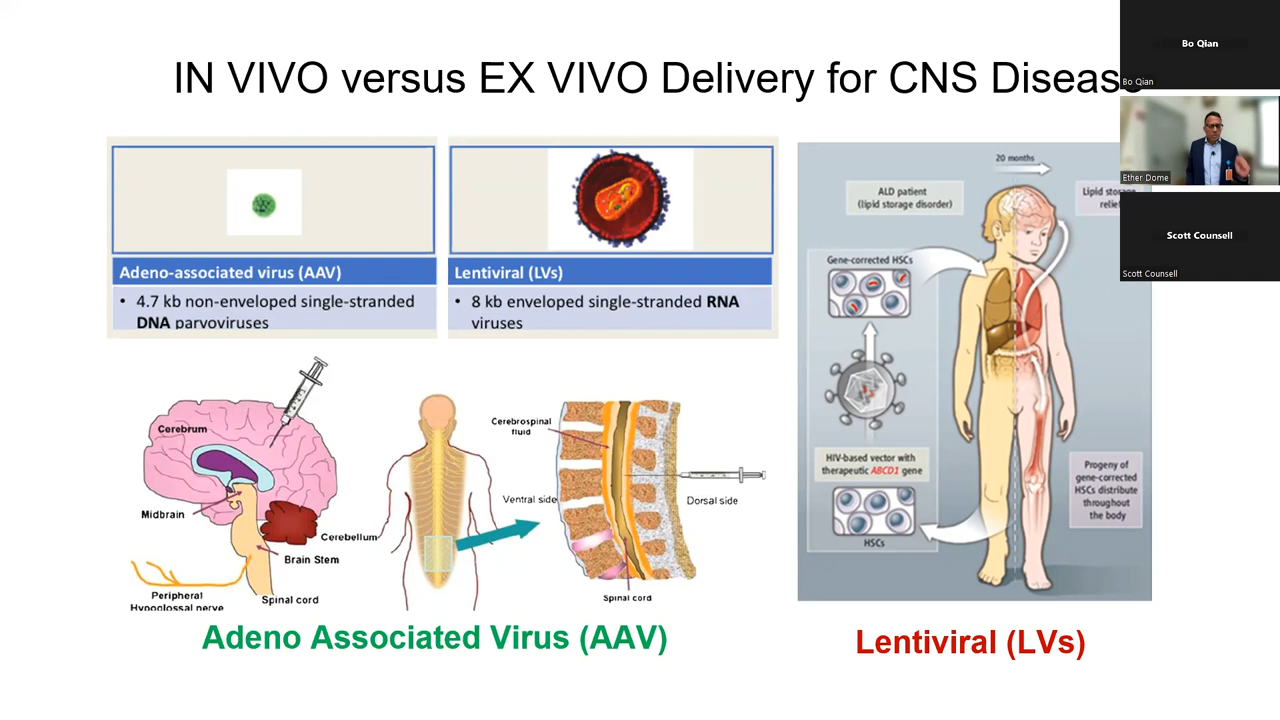 IN VIVO versus EX VIVO Delivery for CNS Disease
Bo Qian
Bo Qian
Ether Dome
Scott Counsell
Scott Counsell
Adeno-associated virus (AAV)
• 4.7 kb non-enveloped single-stranded
DNA parvoviruses
Lentiviral (LVs)
• 8 kb enveloped single-stranded RNA
viruses
20 months
ALD patient
(lipid storage disorder)
Lipid
Gene-corrected HSCs
HIV-based vector with
therapeutic ABCD1 gene
HSCs
Progeny of
gene-corrected
HSCs distribute
throughout
the body
Cerebrum
Midbrain
Cerebellum
Brain Stem
Peripheral
Hypoglossal nerve
Spinal cord
Cerebrospinal
fluid
Ventral side
Dorsal side
Spinal cord
Adeno Associated Virus (AAV)
Lentiviral (LVs)